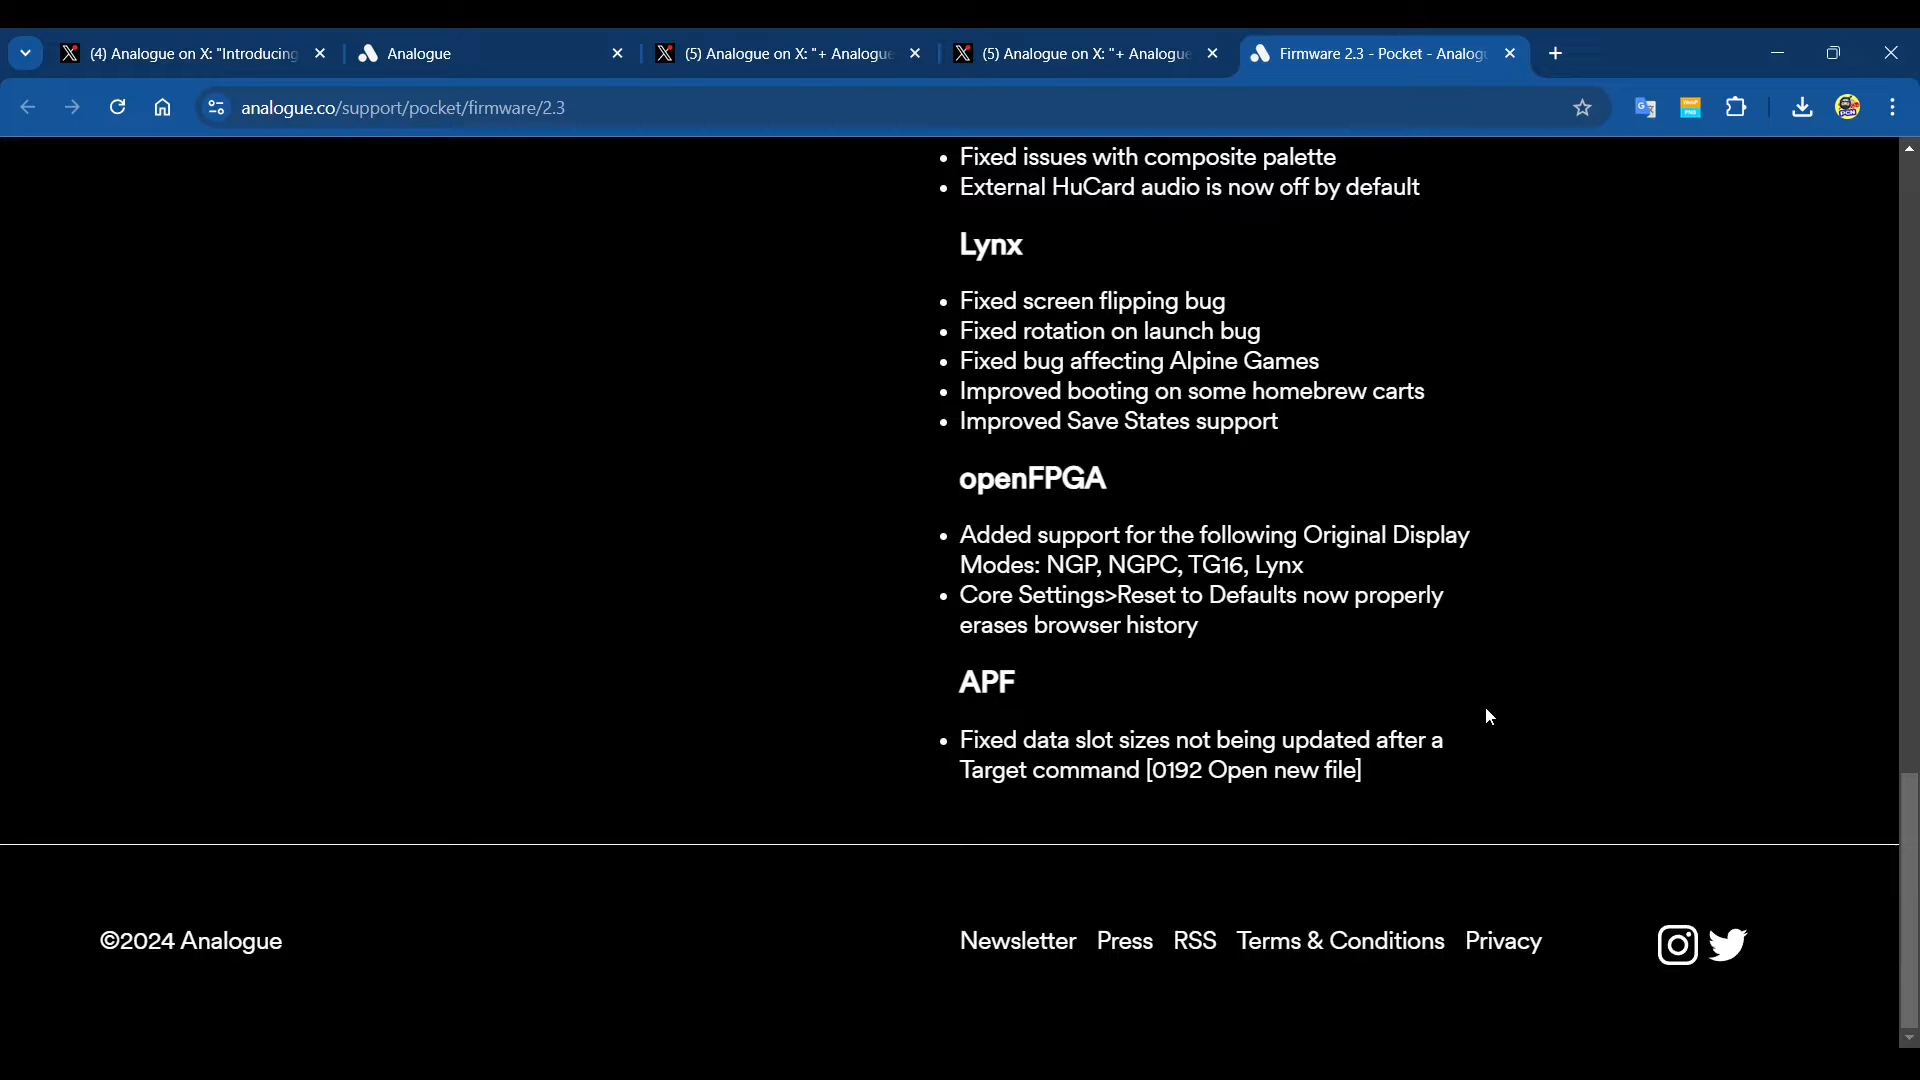 (4) Analogue on X: "Introducing
Analogue
(5) Analogue on X: "+ Analogue
(5) Analogue on X: "+ Analogue
Firmware 2.3 - Pocket - Analog
analogue.co/support/pocket/firmware/2.3
• Fixed issues with composite palette
• External HuCard audio is now off by default
Lynx
• Fixed screen flipping bug
• Fixed rotation on launch bug
• Fixed bug affecting Alpine Games
• Improved booting on some homebrew carts
• Improved Save States support
openFPGA
• Added support for the following Original Display
Modes: NGP, NGPC, TG16, Lynx
• Core Settings>Reset to Defaults now properly
erases browser history
APF
• Fixed data slot sizes not being updated after a
Target command [0192 Open new file]
©2024 Analogue
Newsletter Press RSS Terms & Conditions Privacy